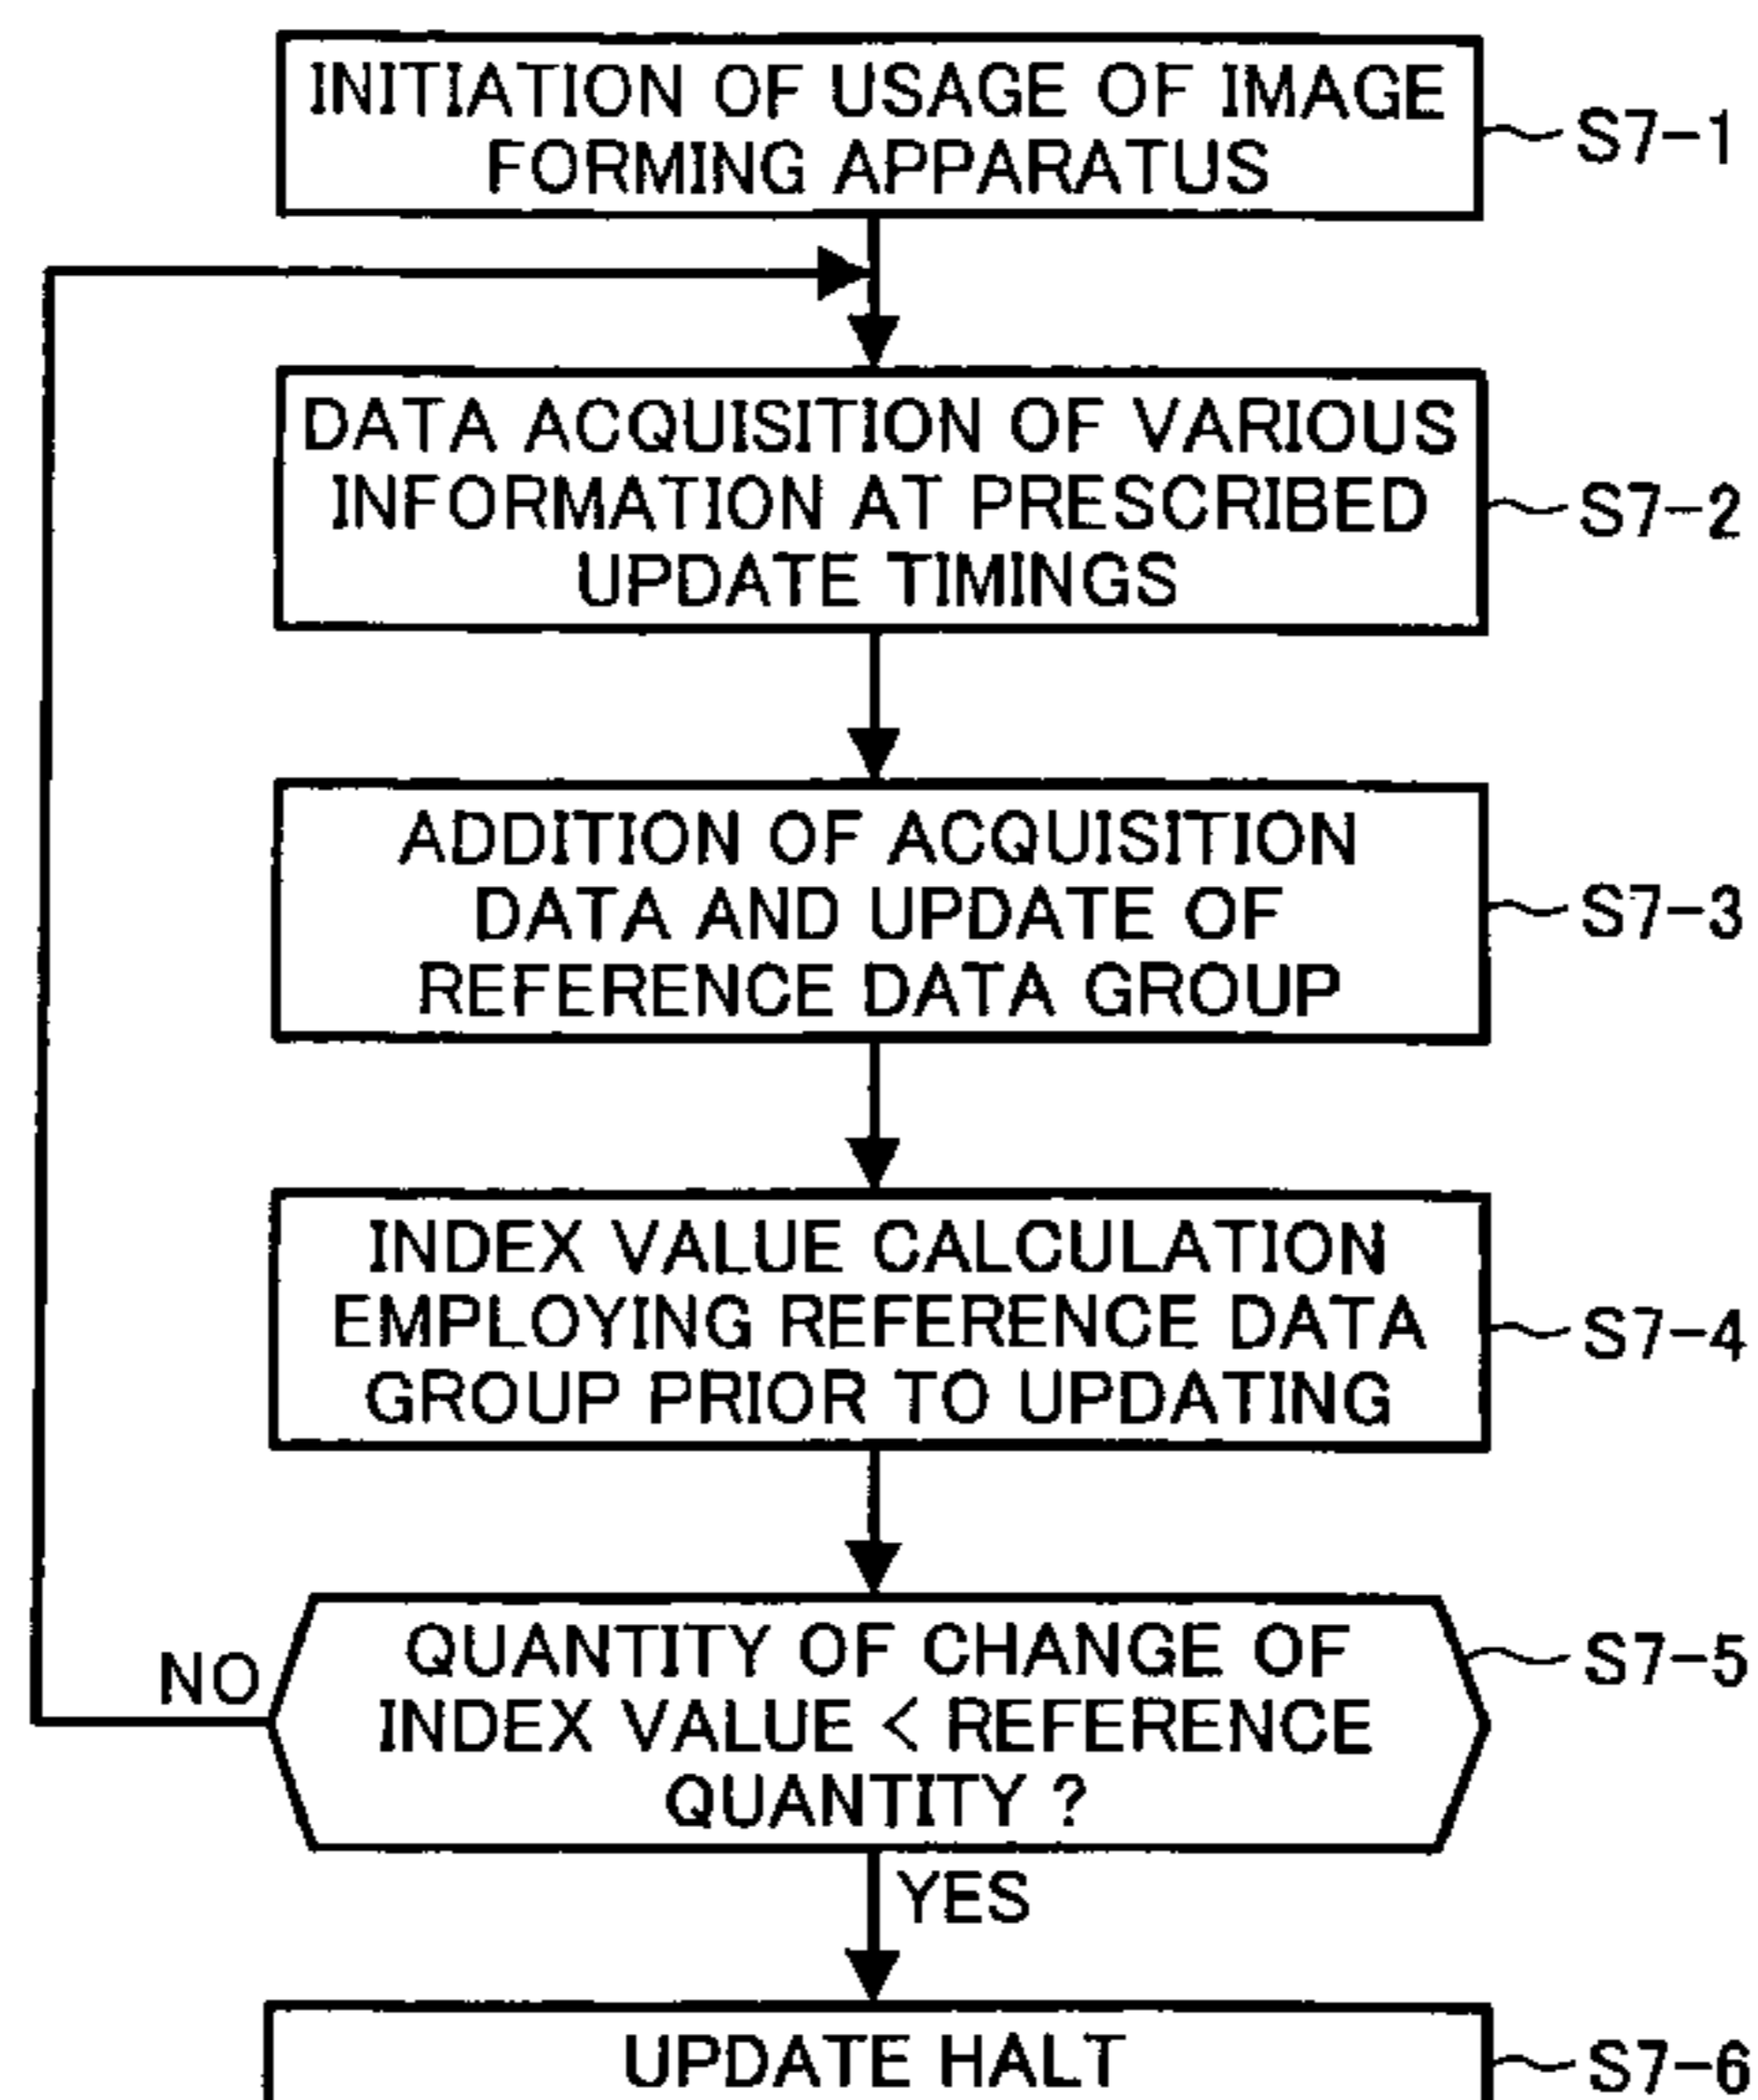 INITIATION OF USAGE OF IMAGE
FORMING APPARATUS
S7-1
DATA ACQUISITION OF VARIOUS
INFORMATION AT PRESCRIBED
UPDATE TIMINGS
S7-2
ADDITION OF ACQUISITION
DATA AND UPDATE OF
REFERENCE DATA GROUP
S7-3
INDEX VALUE CALCULATION
EMPLOYING REFERENCE DATA
GROUP PRIOR TO UPDATING
S7-4
QUANTITY OF CHANGE OF
INDEX VALUE < REFERENCE
QUANTITY ?
S7-5
NO
YES
UPDATE HALT
S7-6